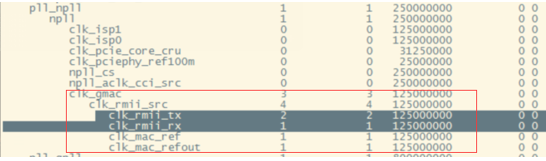 pll_npll 1 1 250000000 0 0
npll 1 1 250000000 0 0
clk_isp1 0 0 125000000 0 0
clk_isp0 0 0 125000000 0 0
clk_pcie_core_cru 0 0 31250000 0 0
clk_pciephy_ref100m 0 0 250000000 0 0
npll_cs 0 0 250000000 0 0
npll_aclk_cci_src 0 0 250000000 0 0
clk_gmac 3 3 125000000 0 0
clk_rmii_src 4 4 125000000 0 0
clk_rmii_tx 2 2 125000000 0 0
clk_rmii_rx 1 1 125000000 0 0
clk_mac_ref 1 1 125000000 0 0
clk_mac_refout 1 1 125000000 0 0